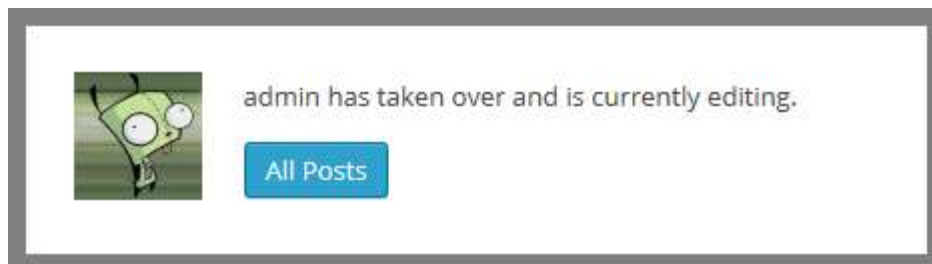 admin has taken over and is currently editing.
All Posts